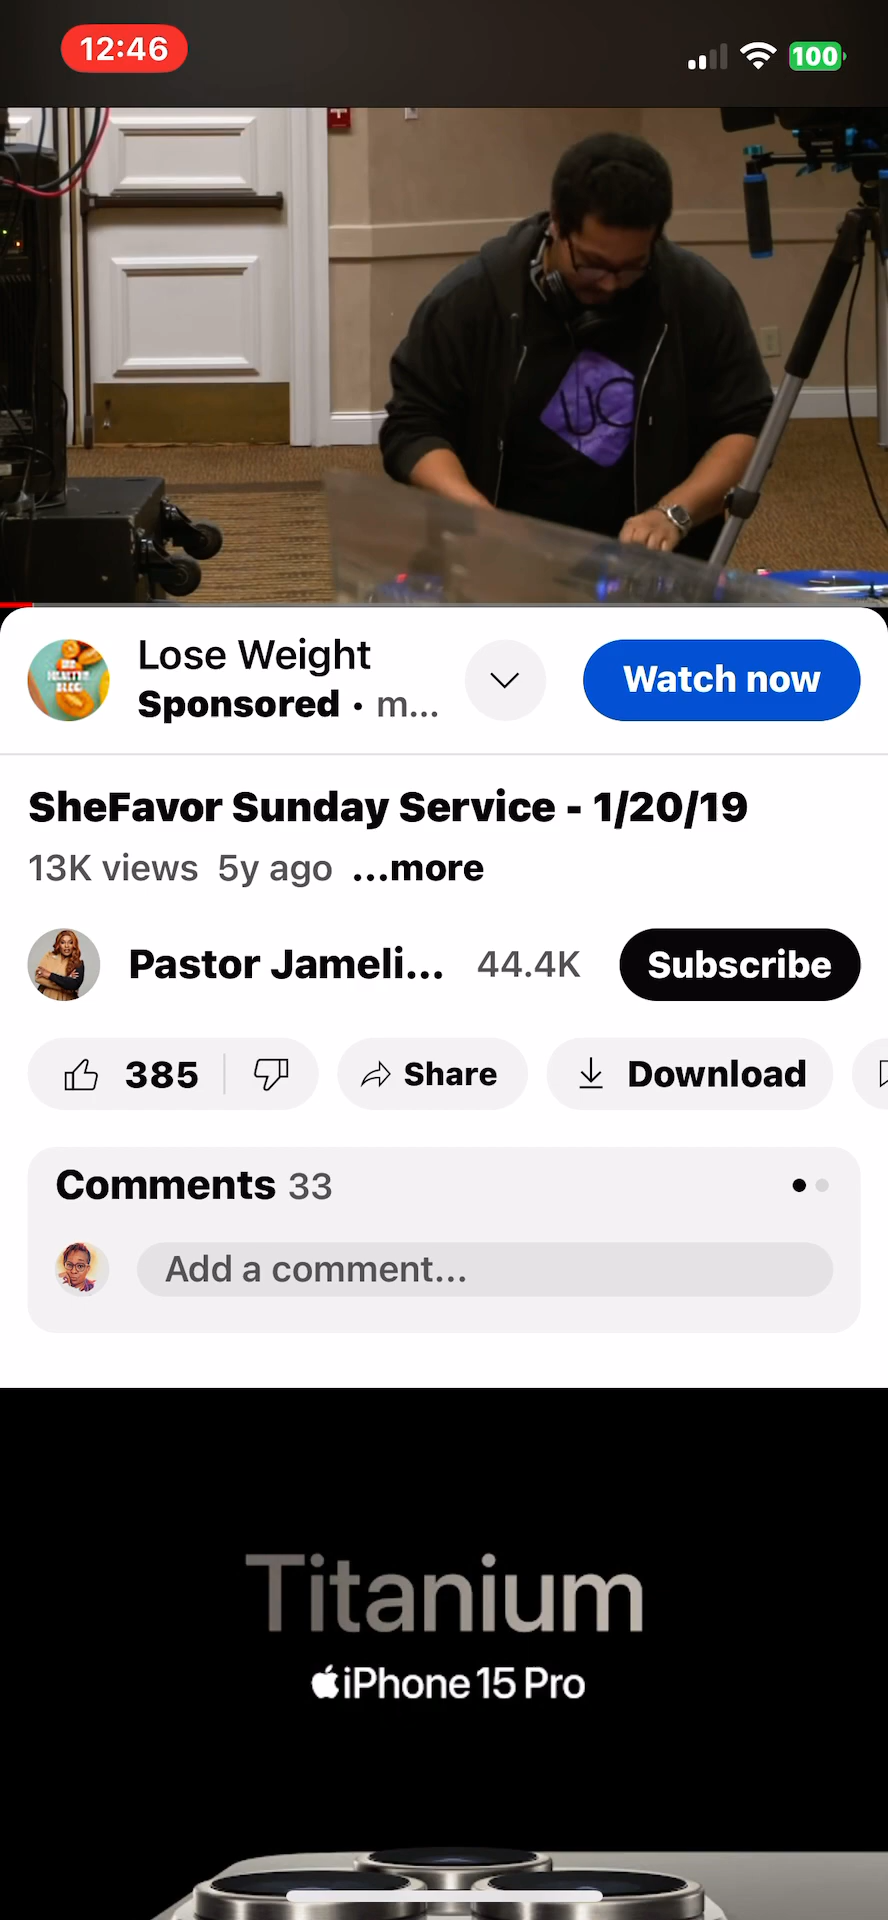 12:46
100
UC
Lose Weight
Sponsored • m...
Watch now
SheFavor Sunday Service - 1/20/19
13K views 5y ago ...more
Pastor Jameli... 44.4K Subscribe
385 Share Download
Comments 33
Add a comment...
Titanium
iPhone 15 Pro